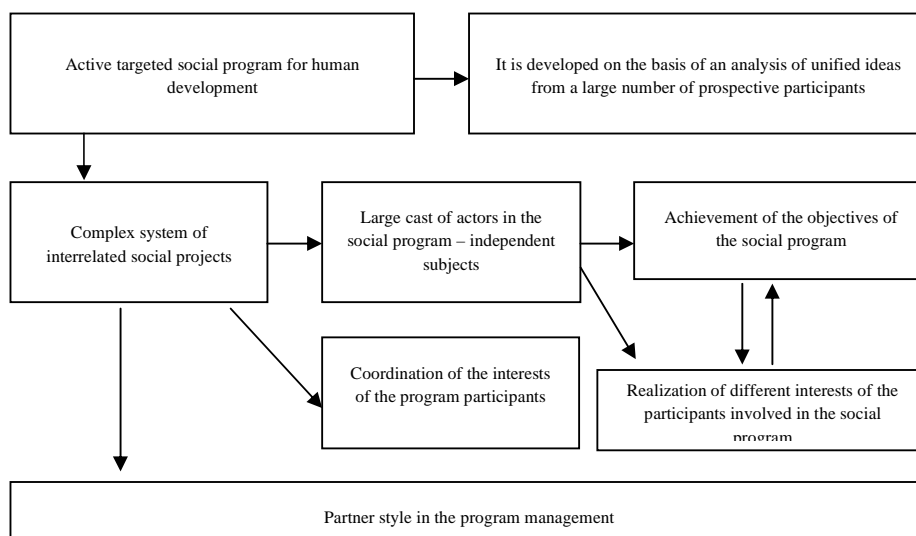 Active targeted social program for human
development
It is developed on the basis of an analysis of unified ideas
from a large number of prospective participants
Complex system of
interrelated social projects
Large cast of actors in the
social program – independent
subjects
Achievement of the objectives of
the social program
Coordination of the interests
of the program participants
Realization of different interests of the
participants involved in the social
program
Partner style in the program management